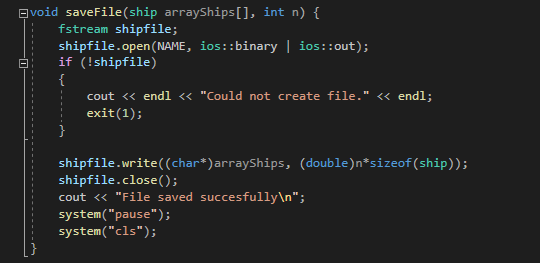 void saveFile(ship arrayShips[], int n) {
fstream shipfile;
shipfile.open(NAME, ios::binary | ios::out);
if (!shipfile)
{
cout << endl << "Could not create file." << endl;
exit(1);
}
shipfile.write((char*)arrayShips, (double)n*sizeof(ship));
shipfile.close();
cout << "File saved succesfully\n";
system("pause");
system("cls");
}